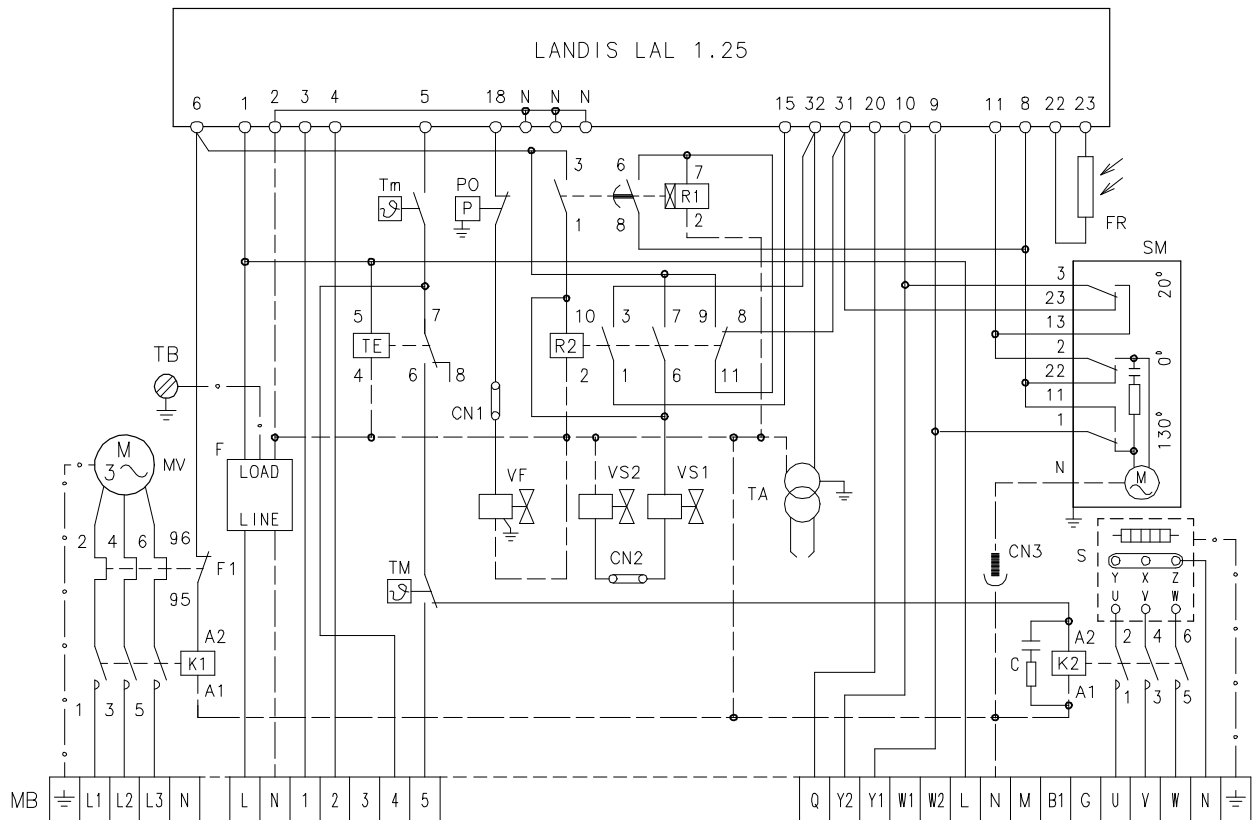 LANDIS LAL 1.25
6 1 2 3 4 5 18 N N N 15 32 31 20 10 9 11 8 22 23
3 6 7
Tm PO P R1
1 8 2 FR
SM
3 20°
23
5 7 10 3 7 9 8 13
TE R2 2 0°
TB 4 6 8 2 1 6 11 22
CN1 11
1 130°
F M 3 MV LOAD N M
VF VS2 VS1 TA
LINE
2 4 6 96 CN2 CN3 S
F1 TM Y X Z
95 U V W
A2 A2 2 4 6
K1 C K2
A1 A1
1 3 5 1 3 5
MB L1 L2 L3 N L N 1 2 3 4 5 Q Y2 Y1 W1 W2 L N M B1 G U V W N